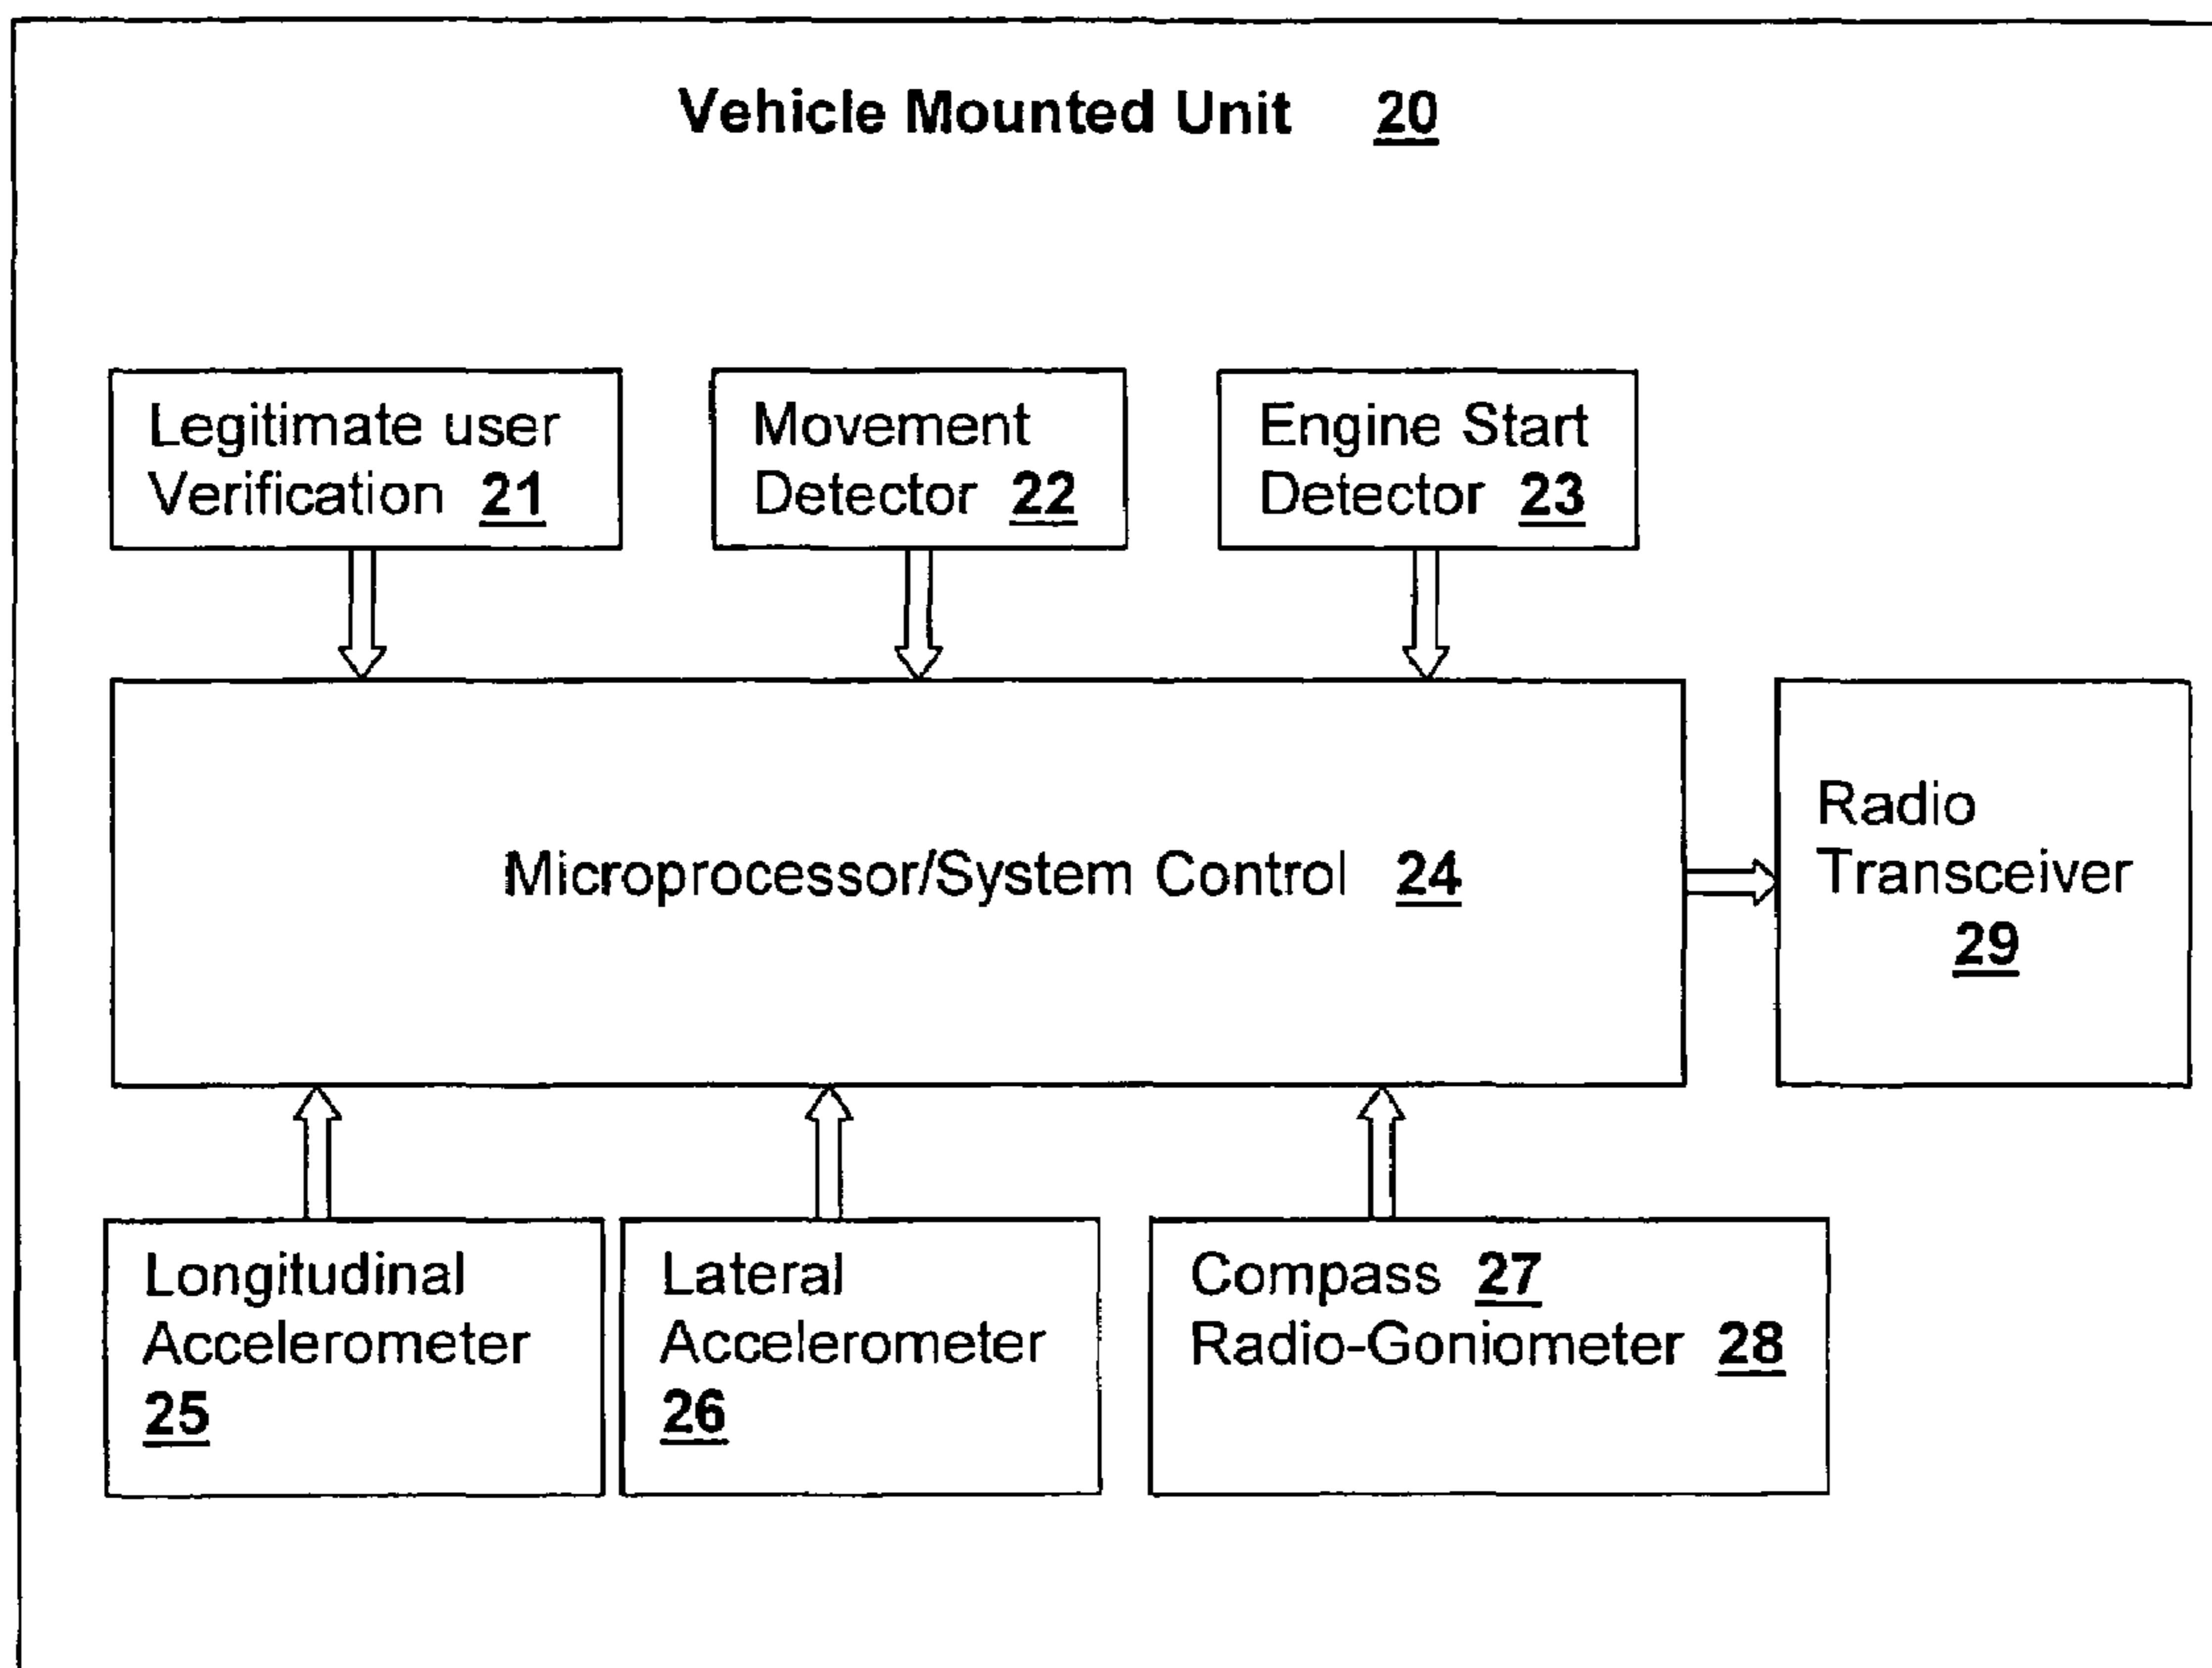 Vehicle Mounted Unit 20
Legitimate user
Verification 21
Movement
Detector 22
Engine Start
Detector 23
Microprocessor/System Control 24
Radio
Transceiver
29
Longitudinal
Accelerometer
25
Lateral
Accelerometer
26
Compass 27
Radio-Goniometer 28